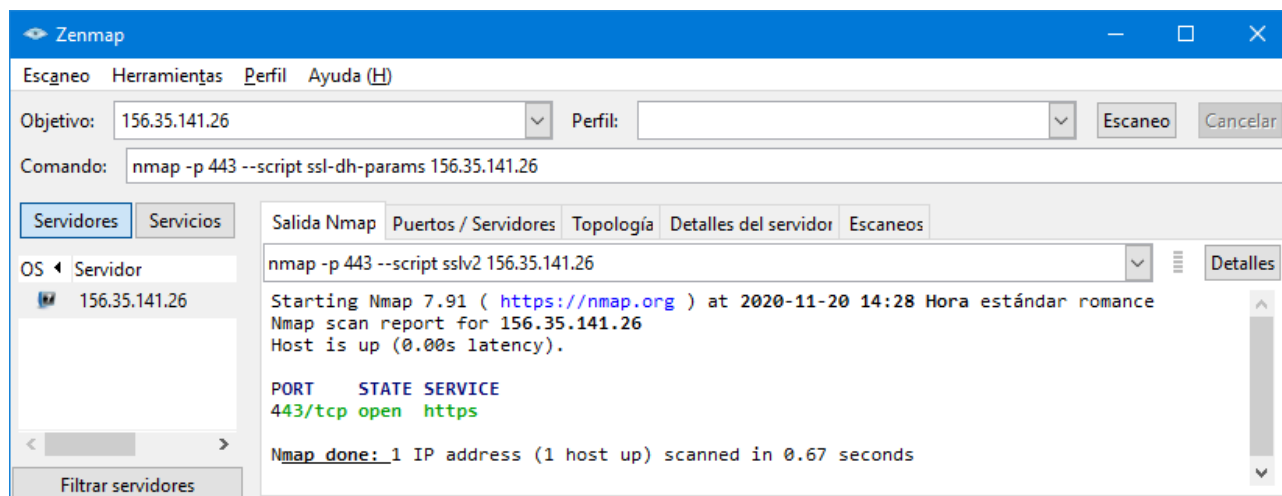 Zenmap
Escaneo Herramientas Perfil Ayuda (H)
Objetivo: 156.35.141.26 Perfil: Escaneo Cancelar
Comando: nmap -p 443 --script ssl-dh-params 156.35.141.26
Servidores Servicios Salida Nmap Puertos / Servidores Topología Detalles del servidor Escaneos
OS Servidor nmap -p 443 --script sslv2 156.35.141.26 Detalles
156.35.141.26
Starting Nmap 7.91 ( https://nmap.org ) at 2020-11-20 14:28 Hora estándar romance
Nmap scan report for 156.35.141.26
Host is up (0.00s latency).
PORT STATE SERVICE
443/tcp open https
Nmap done: 1 IP address (1 host up) scanned in 0.67 seconds
Filtrar servidores